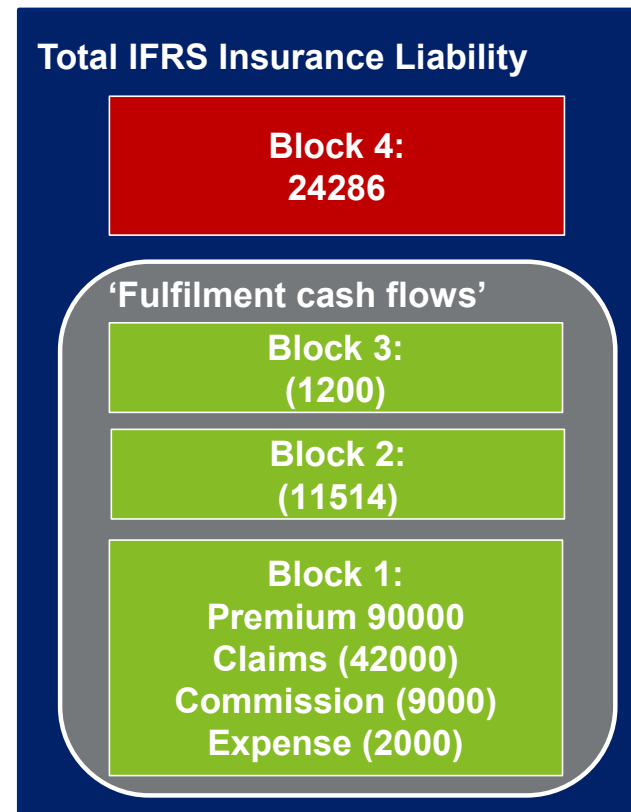 Total IFRS Insurance Liability
Block 4:
24286
‘Fulfilment cash flows’
Block 3:
(1200)
Block 2:
(11514)
Block 1:
Premium 90000
Claims (42000)
Commission (9000)
Expense (2000)